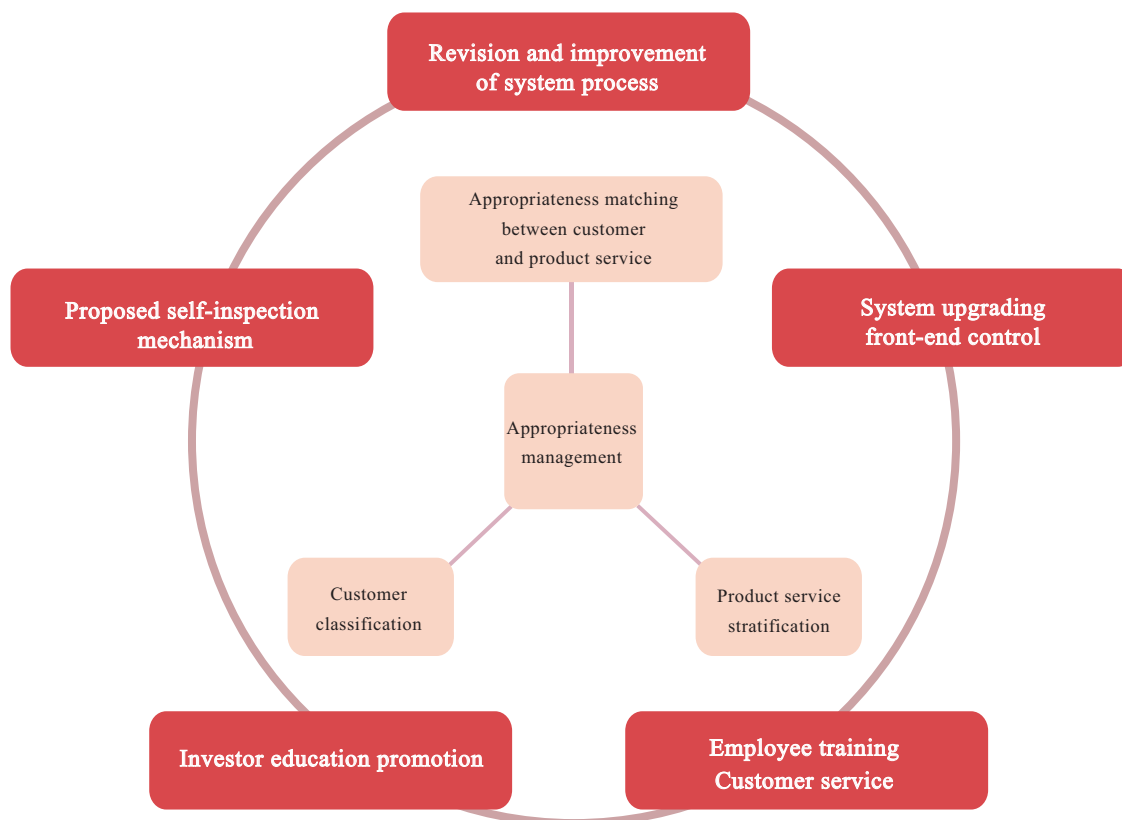 Revision and improvement
of system process
Appropriateness matching
between customer
and product service
Proposed self-inspection
mechanism
System upgrading
front-end control
Appropriateness
management
Customer
classification
Product service
stratification
Investor education promotion
Employee training
Customer service